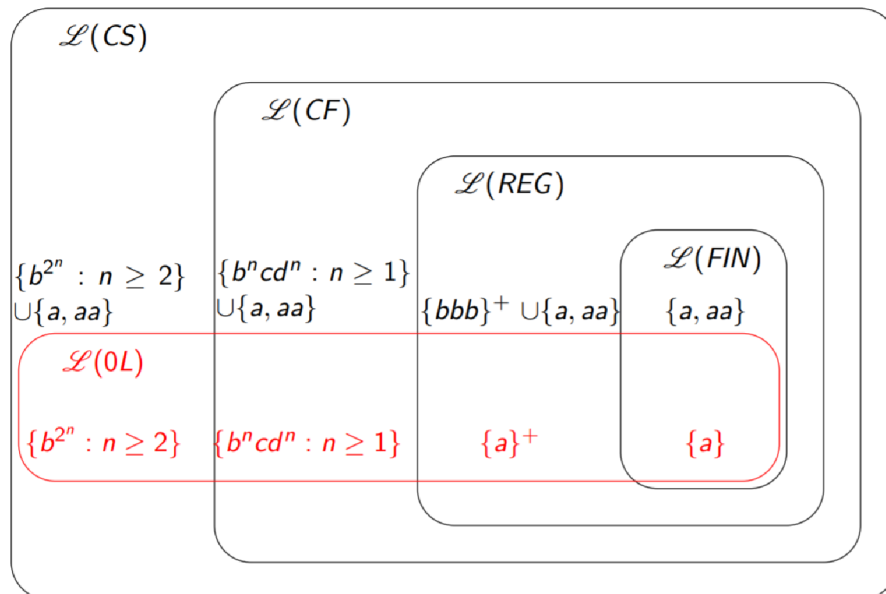 ℒ(CS)
ℒ(CF)
ℒ(REG)
ℒ(FIN)
{b^{2^n} : n ≥ 2}
∪{a, aa}
{b^n cd^n : n ≥ 1}
∪{a, aa}
{bbb}^+ ∪{a, aa}
{a, aa}
ℒ(0L)
{b^{2^n} : n ≥ 2}
{b^n cd^n : n ≥ 1}
{a}^+
{a}